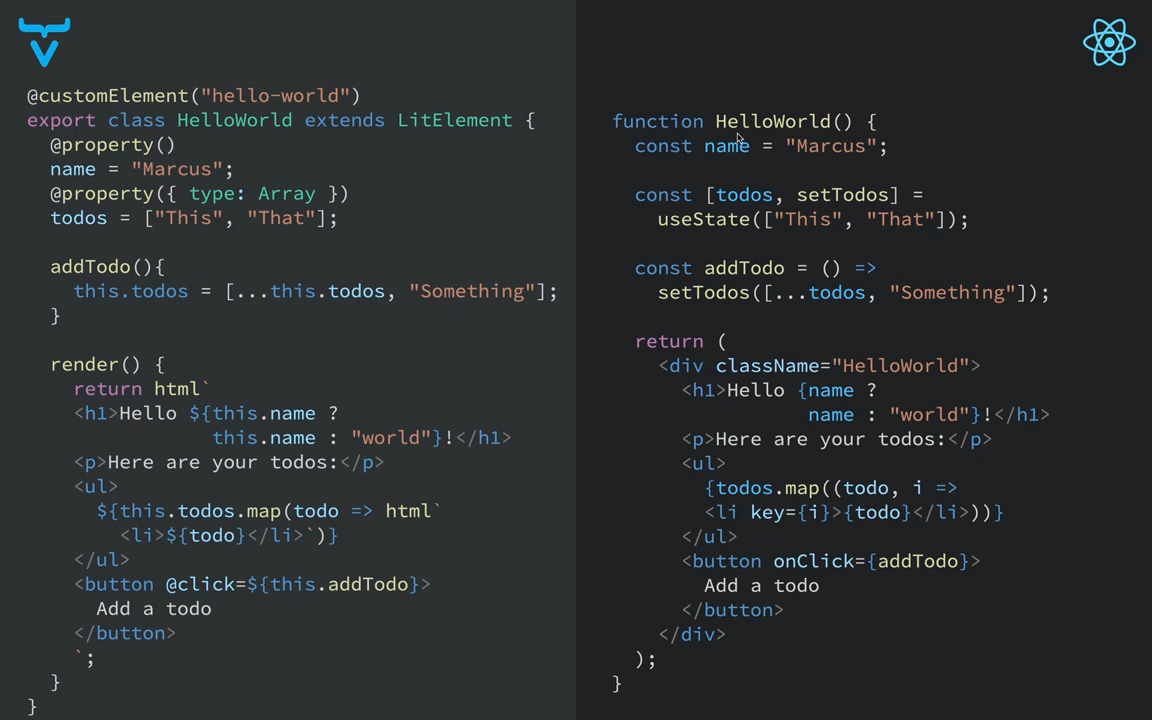 @customElement("hello-world")
export class HelloWorld extends LitElement {
  @property()
  name = "Marcus";
  @property({ type: Array })
  todos = ["This", "That"];

  addTodo(){
    this.todos = [...this.todos, "Something"];
  }

  render() {
    return html`
    <h1>Hello ${this.name ?
                this.name : "world"}!</h1>
    <p>Here are your todos:</p>
    <ul>
      ${this.todos.map(todo => html`
        <li>${todo}</li>`)}
    </ul>
    <button @click=${this.addTodo}>
      Add a todo
    </button>
    `;
  }
}
function HelloWorld() {
  const name = "Marcus";

  const [todos, setTodos] =
    useState(["This", "That"]);

  const addTodo = () =>
    setTodos([...todos, "Something"]);

  return (
    <div className="HelloWorld">
      <h1>Hello {name ?
                 name : "world"}!</h1>
      <p>Here are your todos:</p>
      <ul>
        {todos.map((todo, i =>
        <li key={i}>{todo}</li>))}
      </ul>
      <button onClick={addTodo}>
        Add a todo
      </button>
    </div>
  );
}